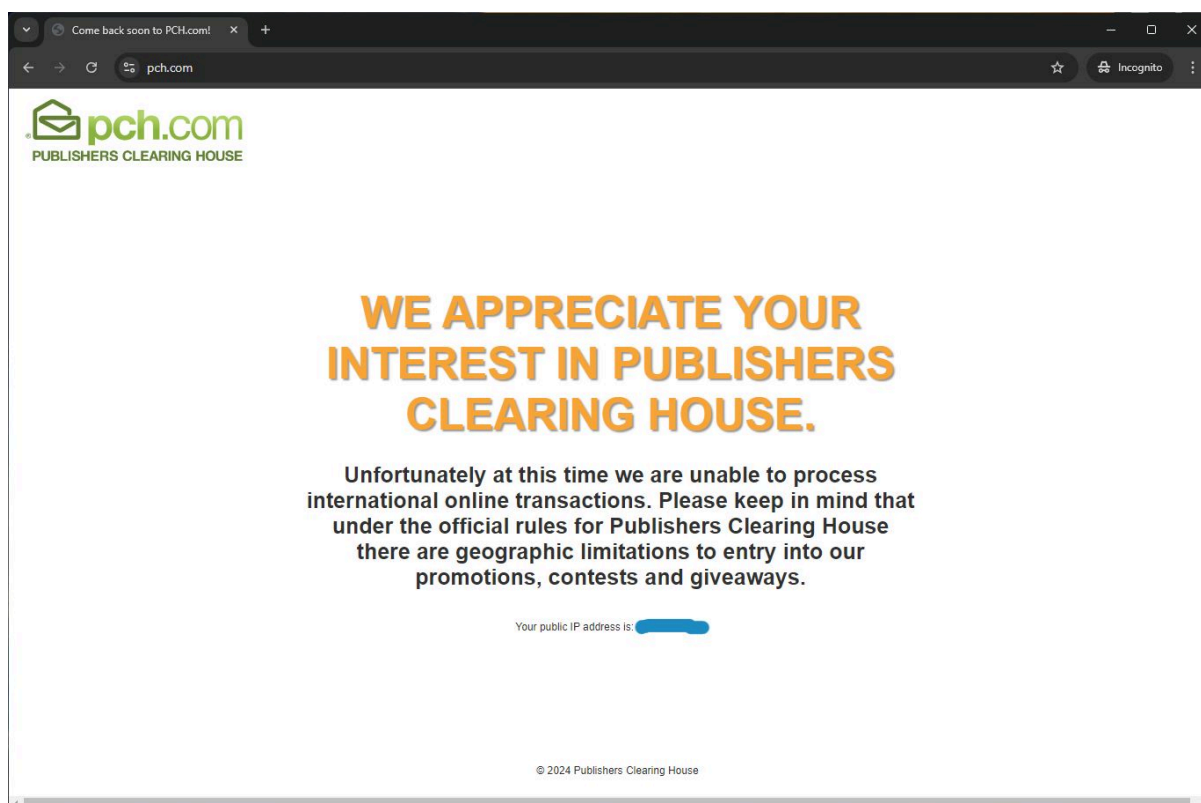 Come back soon to PCH.com!
pch.com
Incognito
pch.com
PUBLISHERS CLEARING HOUSE
WE APPRECIATE YOUR
INTEREST IN PUBLISHERS
CLEARING HOUSE.
Unfortunately at this time we are unable to process
international online transactions. Please keep in mind that
under the official rules for Publishers Clearing House
there are geographic limitations to entry into our
promotions, contests and giveaways.
Your public IP address is:
© 2024 Publishers Clearing House